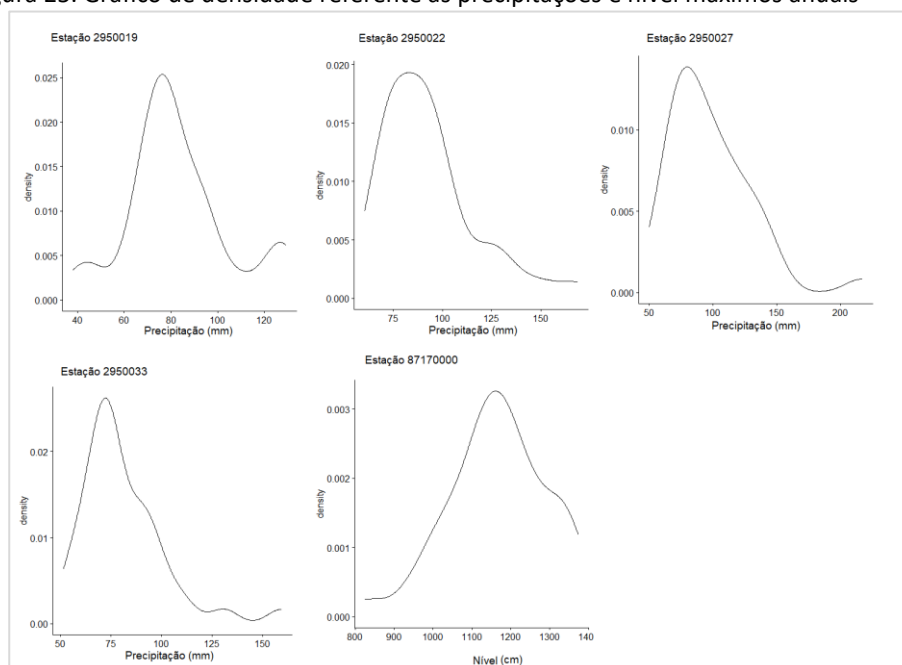 gura 25: Gráfico de densidade referente as precipitações e nível máximos anuais
Estação 2950019
0.025
0.020
0.015
0.010
0.005
0.000
density
40 60 80 100 120
Precipitação (mm)
Estação 2950022
0.020
0.015
0.010
0.005
0.000
density
75 100 125 150
Precipitação (mm)
Estação 2950027
0.010
0.005
0.000
density
50 100 150 200
Precipitação (mm)
Estação 2950033
0.02
0.01
0.00
density
50 75 100 125 150
Precipitação (mm)
Estação 87170000
0.003
0.002
0.001
0.000
density
800 900 1000 1100 1200 1300 140
Nível (cm)